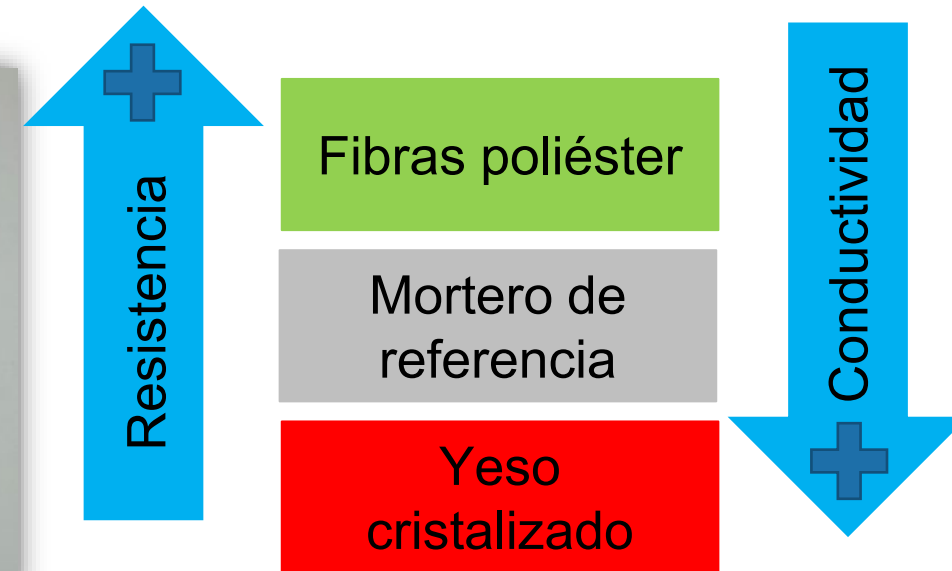 Resistencia
Fibras poliéster
Mortero de
referencia
Yeso
cristalizado
Conductividad